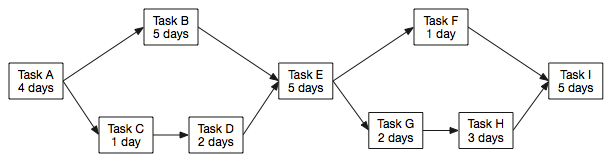 Task A
4 days
Task B
5 days
Task C
1 day
Task D
2 days
Task E
5 days
Task F
1 day
Task G
2 days
Task H
3 days
Task I
5 days